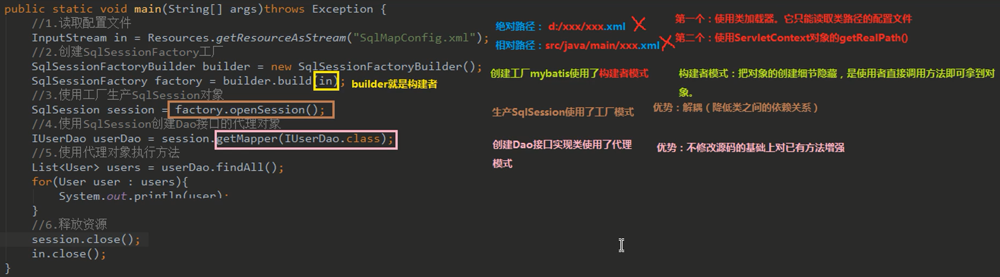 public static void main(String[] args)throws Exception {
//1.读取配置文件
InputStream in = Resources.getResourceAsStream("SqlMapConfig.xml");
//2.创建SqlSessionFactory工厂
SqlSessionFactoryBuilder builder = new SqlSessionFactoryBuilder();
SqlSessionFactory factory = builder.build(in);
builder就是构建者
//3.使用工厂生产SqlSession对象
SqlSession session = factory.openSession();
//4.使用SqlSession创建Dao接口的代理对象
IUserDao userDao = session.getMapper(IUserDao.class);
//5.使用代理对象执行方法
List<User> users = userDao.findAll();
for(User user : users){
System.out.println(user);
}
//6.释放资源
session.close();
in.close();
}
绝对路径：d:/xxx/xxx.xml
相对路径：src/java/main/xxx.xml
第一个：使用类加载器。它只能读取类路径的配置文件
第二个：使用ServletContext对象的getRealPath()
创建工厂mybatis使用了构建者模式
构建者模式：把对象的创建细节隐藏，是使用者直接调用方法即可拿到对
象。
生产SqlSession使用了工厂模式
优势：解耦（降低类之间的依赖关系）
创建Dao接口实现类使用了代理
模式
优势：不修改源码的基础上对已有方法增强